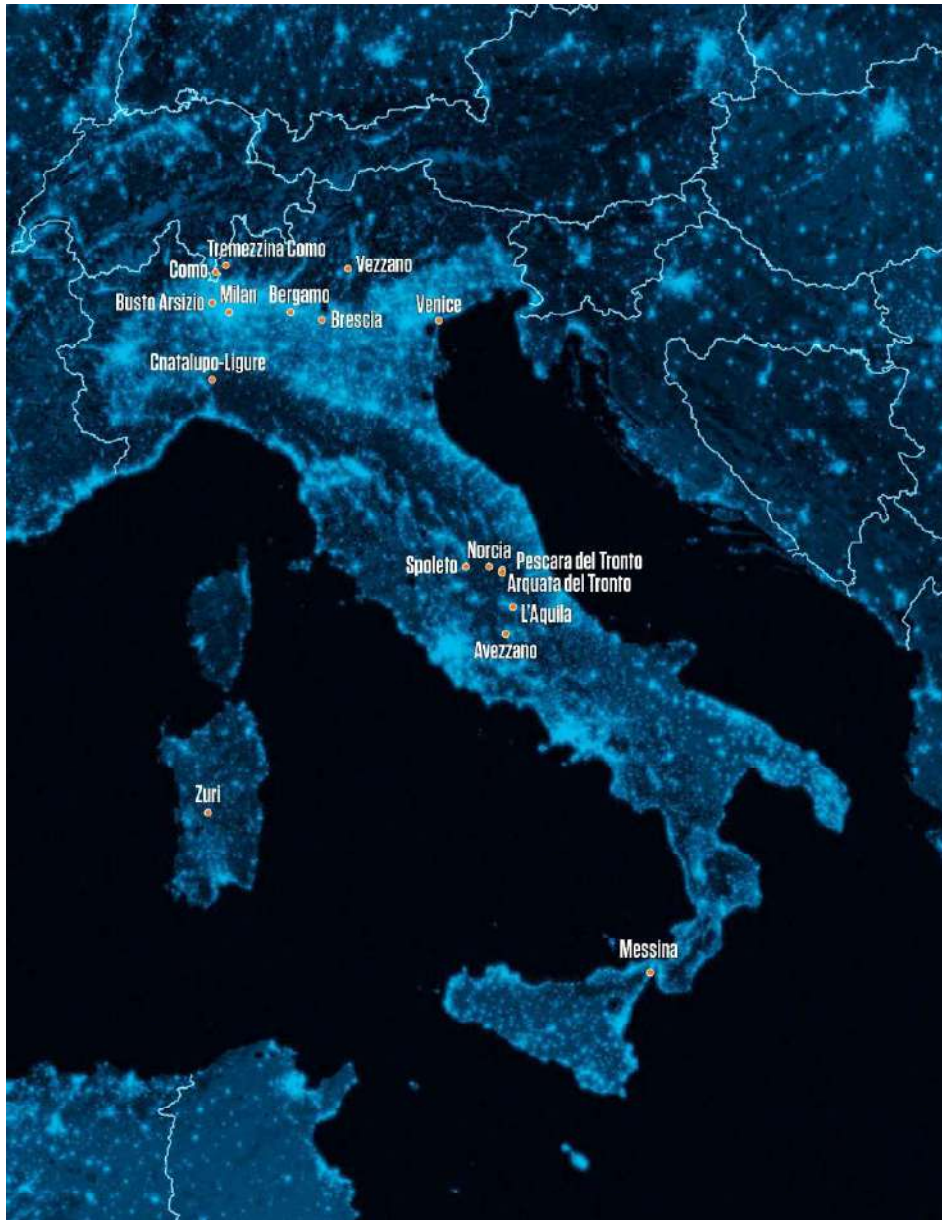 Tremezzina Como
Como
Vezzano
Busto Arsizio
Milan
Bergamo
Brescia
Venice
Cnatalupo-Ligure
Norcia
Spoleto
Pescara del Tronto
Arquata del Tronto
L'Aquila
Avezzano
Zuri
Messina